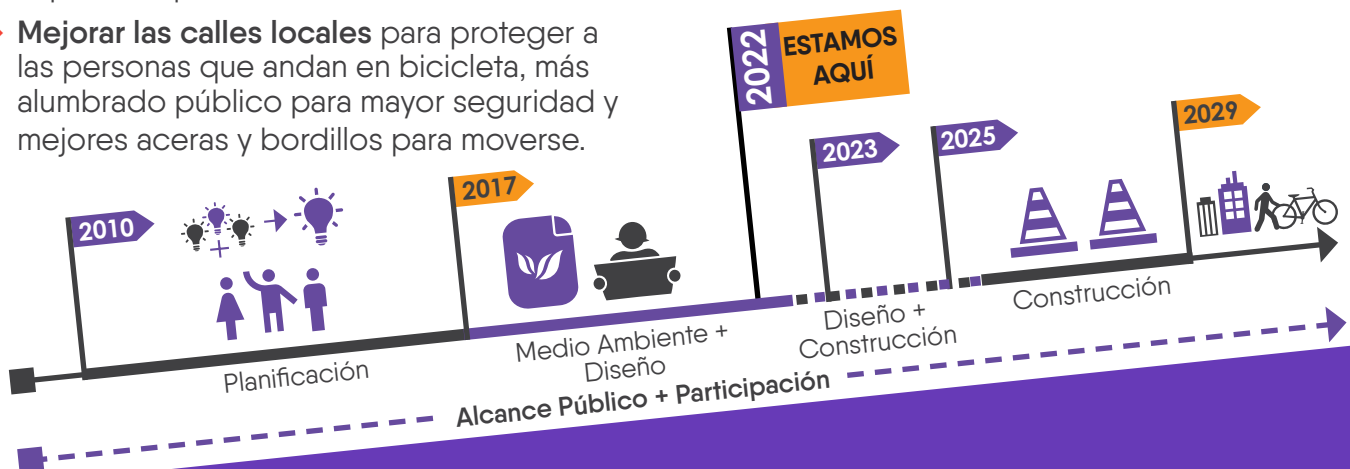 Mejorar las calles locales para proteger a
las personas que andan en bicicleta, más
alumbrado público para mayor seguridad y
mejores aceras y bordillos para moverse.
2010
2017
2022
ESTAMOS
AQUÍ
2023
2025
2029
Planificación
Medio Ambiente +
Diseño
Diseño +
Construcción
Construcción
Alcance Público + Participación